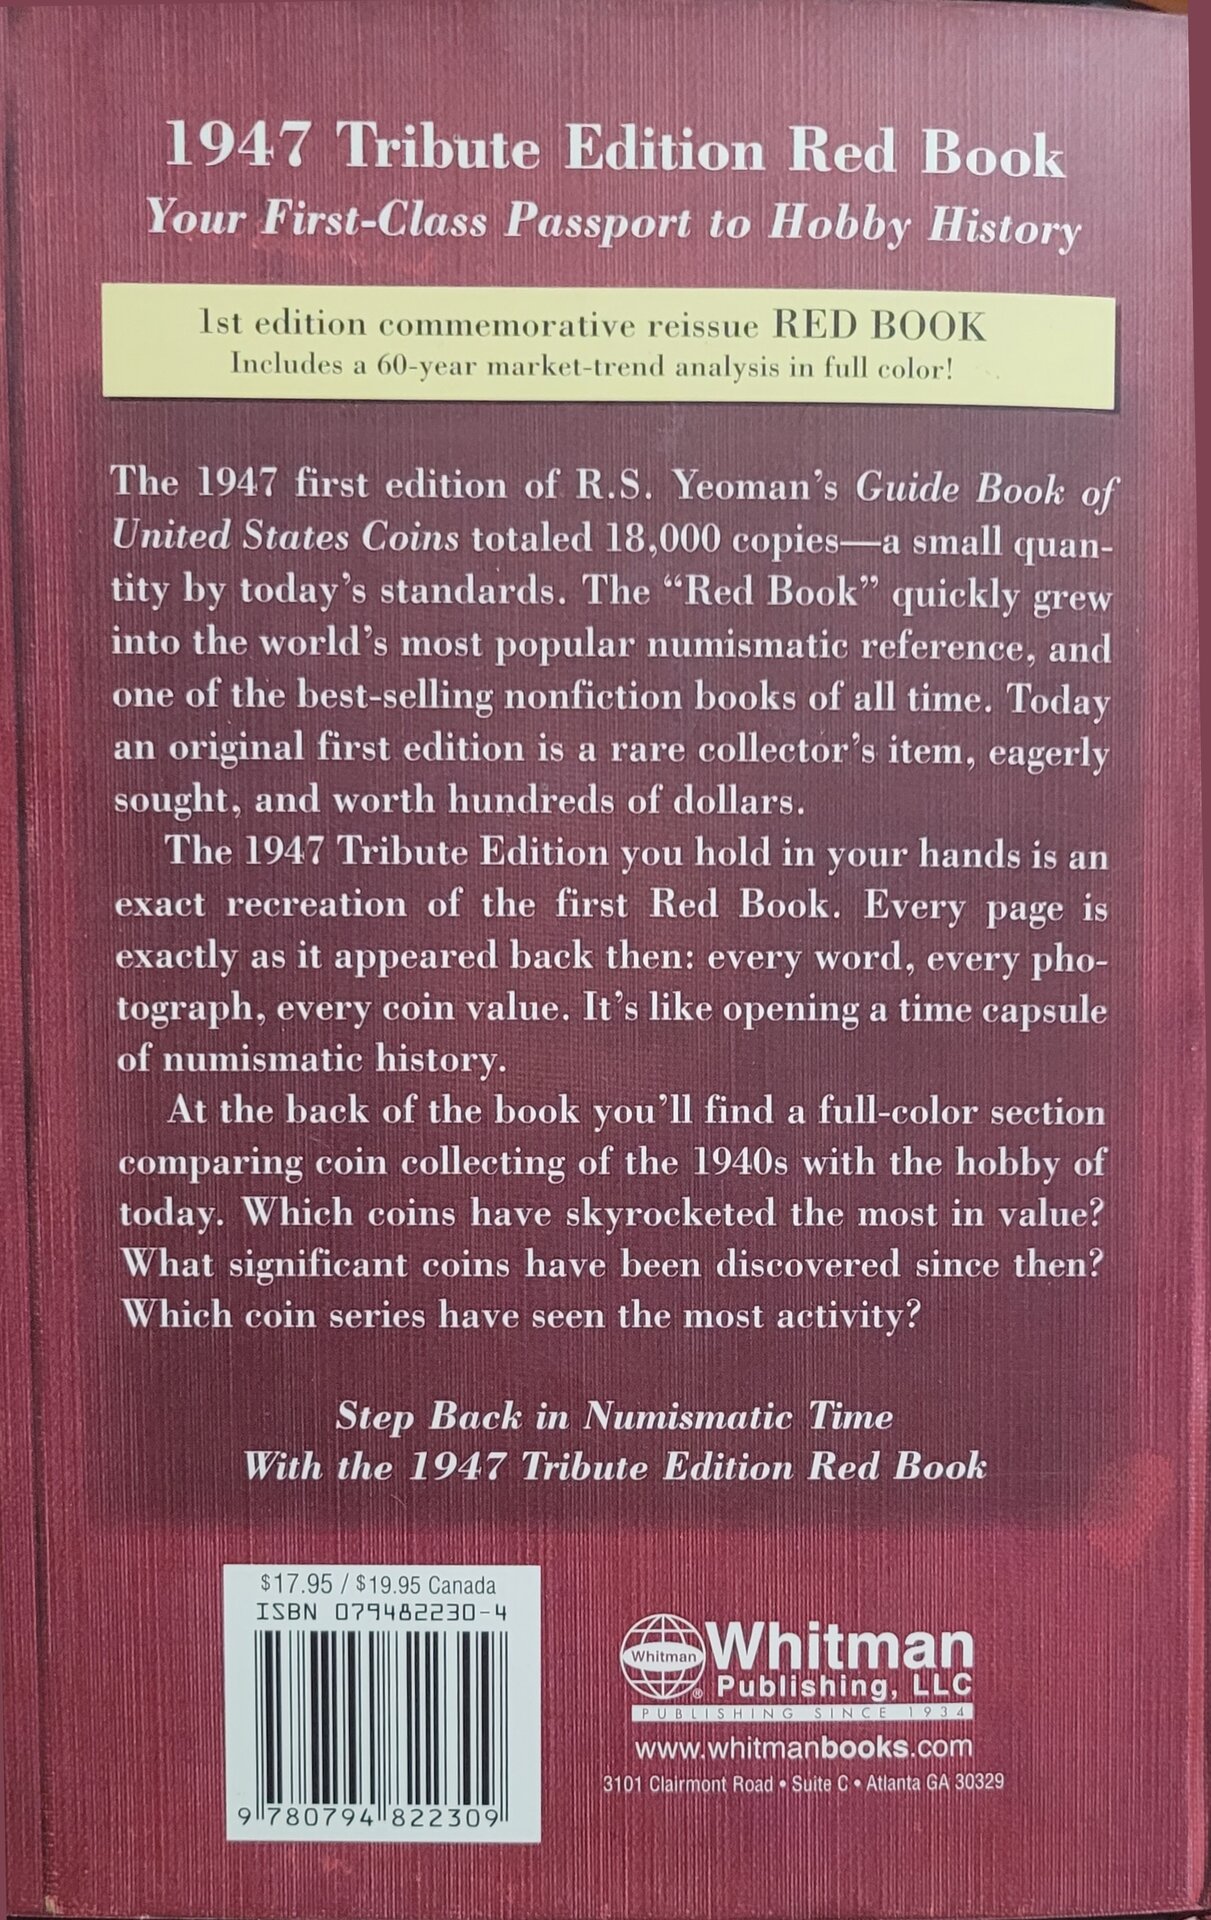 1947 Tribute Edition Red Book
Your First-Class Passport to Hobby History
1st edition commemorative reissue RED BOOK
Includes a 60-year market-trend analysis in full color!
The 1947 first edition of R.S. Yeoman's Guide Book of
United States Coins totaled 18,000 copies—a small quan-
tity by today's standards. The “Red Book” quickly grew
into the world's most popular numismatic reference, and
one of the best-selling nonfiction books of all time. Today
an original first edition is a rare collector's item, eagerly
sought, and worth hundreds of dollars.
The 1947 Tribute Edition you hold in your hands is an
exact recreation of the first Red Book. Every page is
exactly as it appeared back then: every word, every pho-
tograph, every coin value. It's like opening a time capsule
of numismatic history.
At the back of the book you'll find a full-color section
comparing coin collecting of the 1940s with the hobby of
today. Which coins have skyrocketed the most in value?
What significant coins have been discovered since then?
Which coin series have seen the most activity?
Step Back in Numismatic Time
With the 1947 Tribute Edition Red Book
$17.95 / $19.95 Canada
ISBN 079482230-4
9 780794 822309
Whitman
Whitman®
Publishing, LLC
PUBLISHING SINCE 1934
www.whitmanbooks.com
3101 Clairmont Road • Suite C • Atlanta GA 30329